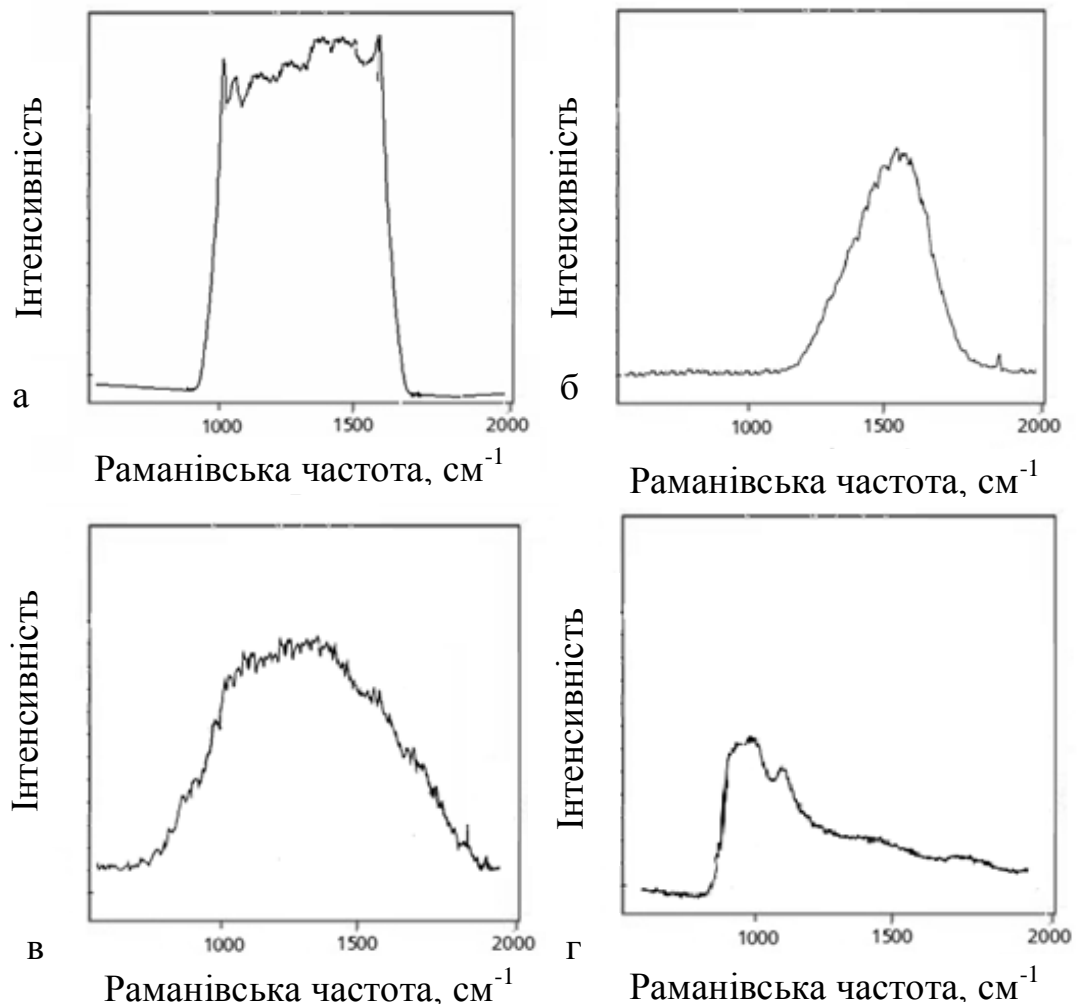 Інтенсивність
а
1000 1500 2000
Раманівська частота, см-1
Інтенсивність
б
1000 1500 2000
Раманівська частота, см-1
Інтенсивність
в
1000 1500 2000
Раманівська частота, см-1
Інтенсивність
г
1000 1500 2000
Раманівська частота, см-1